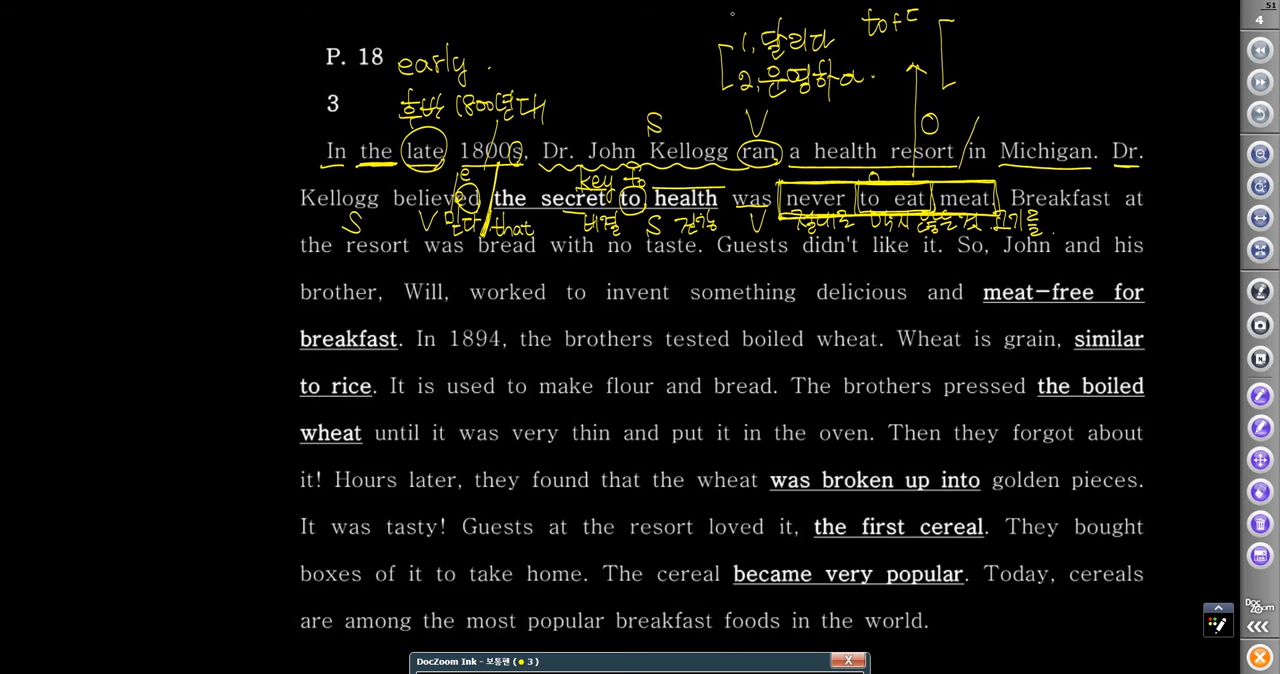 P. 18
early.
1. 달리다
2. 운영하다.
3
후반 1800년대
S
V
O
In the late 1800s, Dr. John Kellogg ran a health resort in Michigan. Dr.
key to
Kellogg believed the secret to health was never to eat meat. Breakfast at
S V 믿다 that 비결 S 건강 V 절대로 먹지 않는것 고기를.
the resort was bread with no taste. Guests didn't like it. So, John and his
brother, Will, worked to invent something delicious and meat-free for
breakfast. In 1894, the brothers tested boiled wheat. Wheat is grain, similar
to rice. It is used to make flour and bread. The brothers pressed the boiled
wheat until it was very thin and put it in the oven. Then they forgot about
it! Hours later, they found that the wheat was broken up into golden pieces.
It was tasty! Guests at the resort loved it, the first cereal. They bought
boxes of it to take home. The cereal became very popular. Today, cereals
are among the most popular breakfast foods in the world.
DocZoom Ink - 보통펜 ( 3 )
51
4
DocZoom